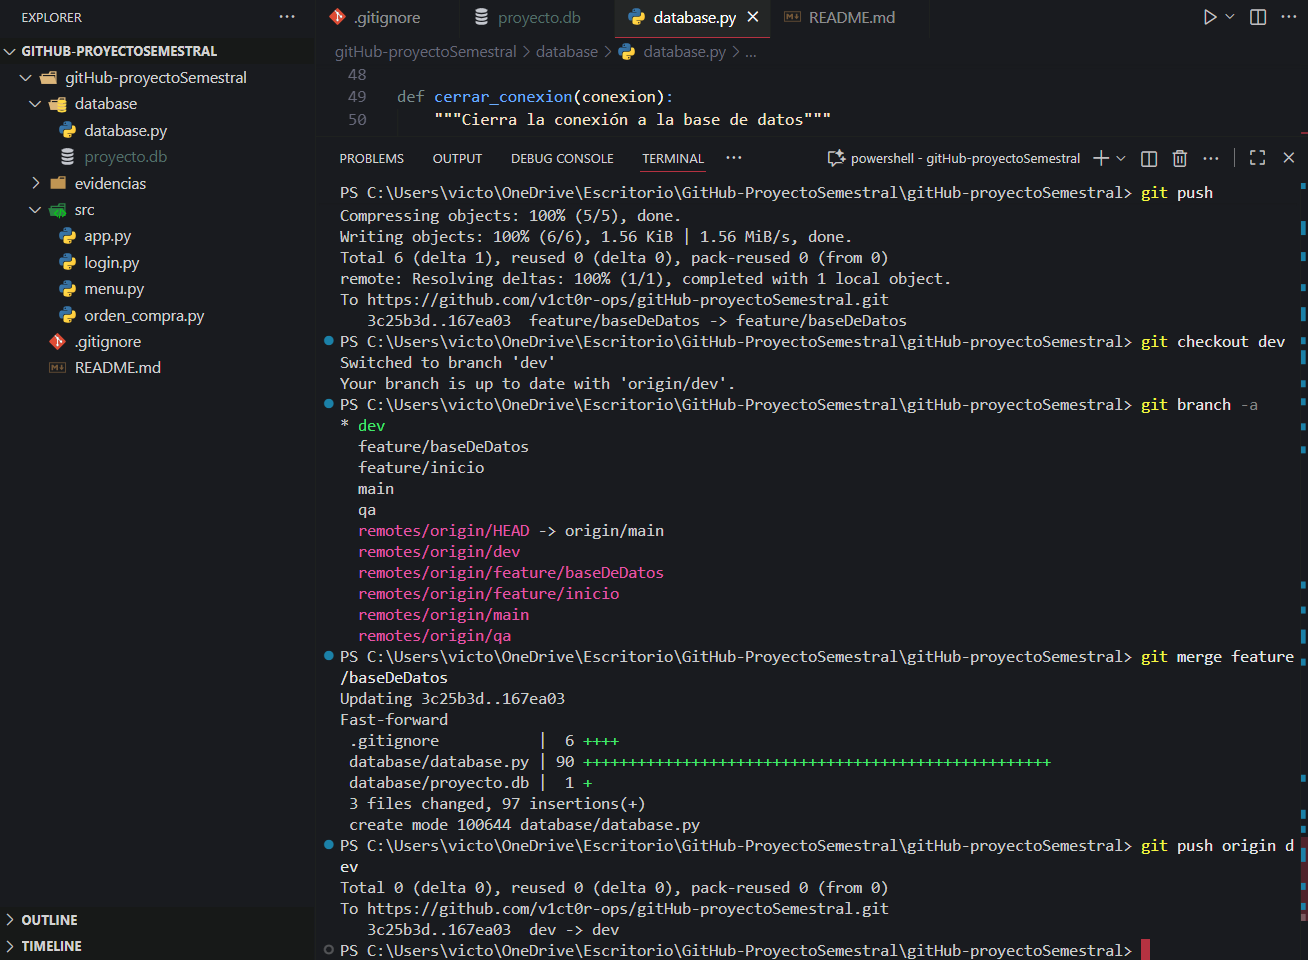 EXPLORER
GITHUB-PROYECTOSEMESTRAL
gitHub-proyectoSemestral
database
database.py
proyecto.db
evidencias
src
app.py
login.py
menu.py
orden_compra.py
.gitignore
README.md
OUTLINE
TIMELINE
.gitignore
proyecto.db
database.py
README.md
gitHub-proyectoSemestral > database > database.py > ...
48
49 def cerrar_conexion(conexion):
50 """Cierra la conexión a la base de datos"""
PROBLEMS OUTPUT DEBUG CONSOLE TERMINAL
powershell - gitHub-proyectoSemestral
PS C:\Users\victo\OneDrive\Escritorio\GitHub-ProyectoSemestral\gitHub-proyectoSemestral> git push
Compressing objects: 100% (5/5), done.
Writing objects: 100% (6/6), 1.56 KiB | 1.56 MiB/s, done.
Total 6 (delta 1), reused 0 (delta 0), pack-reused 0 (from 0)
remote: Resolving deltas: 100% (1/1), completed with 1 local object.
To https://github.com/v1ct0r-ops/gitHub-proyectoSemestral.git
3c25b3d..167ea03 feature/baseDeDatos -> feature/baseDeDatos
PS C:\Users\victo\OneDrive\Escritorio\GitHub-ProyectoSemestral\gitHub-proyectoSemestral> git checkout dev
Switched to branch 'dev'
Your branch is up to date with 'origin/dev'.
PS C:\Users\victo\OneDrive\Escritorio\GitHub-ProyectoSemestral\gitHub-proyectoSemestral> git branch -a
* dev
feature/baseDeDatos
feature/inicio
main
qa
remotes/origin/HEAD -> origin/main
remotes/origin/dev
remotes/origin/feature/baseDeDatos
remotes/origin/feature/inicio
remotes/origin/main
remotes/origin/qa
PS C:\Users\victo\OneDrive\Escritorio\GitHub-ProyectoSemestral\gitHub-proyectoSemestral> git merge feature
/baseDeDatos
Updating 3c25b3d..167ea03
Fast-forward
.gitignore | 6 ++++
database/database.py | 90 ++++++++++++++++++++++++++++++++++++++++++++++++++++
database/proyecto.db | 1 +
3 files changed, 97 insertions(+)
create mode 100644 database/database.py
PS C:\Users\victo\OneDrive\Escritorio\GitHub-ProyectoSemestral\gitHub-proyectoSemestral> git push origin d
ev
Total 0 (delta 0), reused 0 (delta 0), pack-reused 0 (from 0)
To https://github.com/v1ct0r-ops/gitHub-proyectoSemestral.git
3c25b3d..167ea03 dev -> dev
PS C:\Users\victo\OneDrive\Escritorio\GitHub-ProyectoSemestral\gitHub-proyectoSemestral>